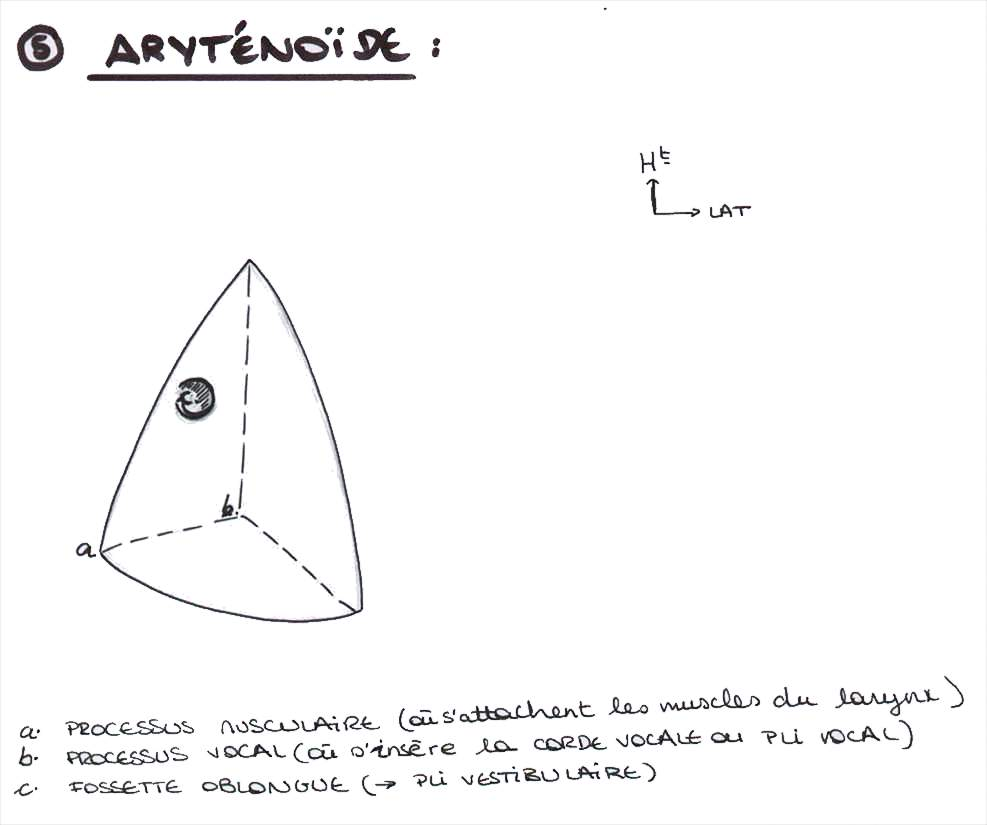 5 ARYTÉNOÏDE :
Ht
LAT
c
b.
a
a. PROCESSUS MUSCULAIRE (où s'attachent les muscles du larynx)
b. PROCESSUS VOCAL (où s'insère la CORDE VOCALE ou PLI VOCAL)
c. FOSSETTE OBLONGUE (→ PLI VESTIBULAIRE)